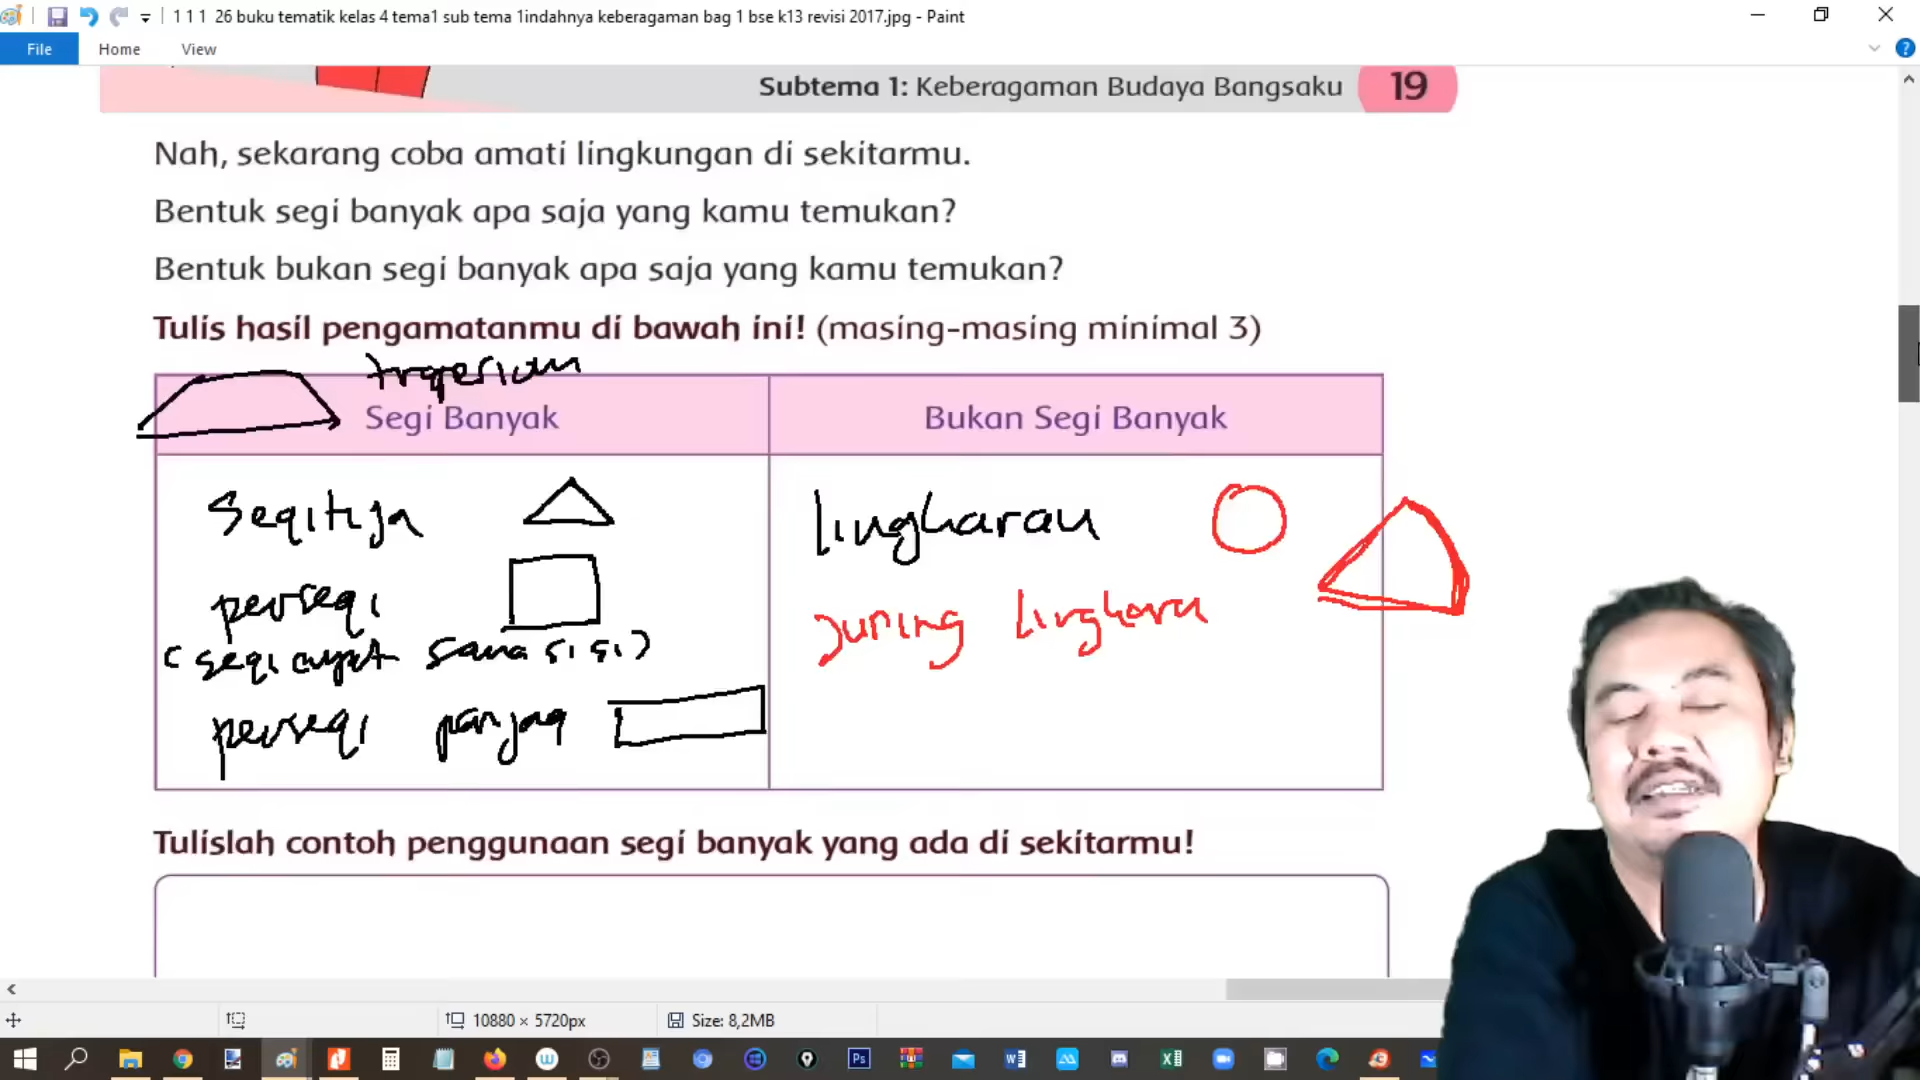 1 1 1 26 buku tematik kelas 4 tema1 sub tema 1indahnya keberagaman bag 1 bse k13 revisi 2017.jpg - Paint
File Home View
Subtema 1: Keberagaman Budaya Bangsaku 19
Nah, sekarang coba amati lingkungan di sekitarmu.
Bentuk segi banyak apa saja yang kamu temukan?
Bentuk bukan segi banyak apa saja yang kamu temukan?
Tulis hasil pengamatanmu di bawah ini! (masing-masing minimal 3)
trapesium
Segi Banyak Bukan Segi Banyak
Segitiga lingkaran
persegi juring lingkara
(segi empat sama sisi)
persegi panjag
Tulislah contoh penggunaan segi banyak yang ada di sekitarmu!
10880 × 5720px Size: 8,2MB
Ps W X